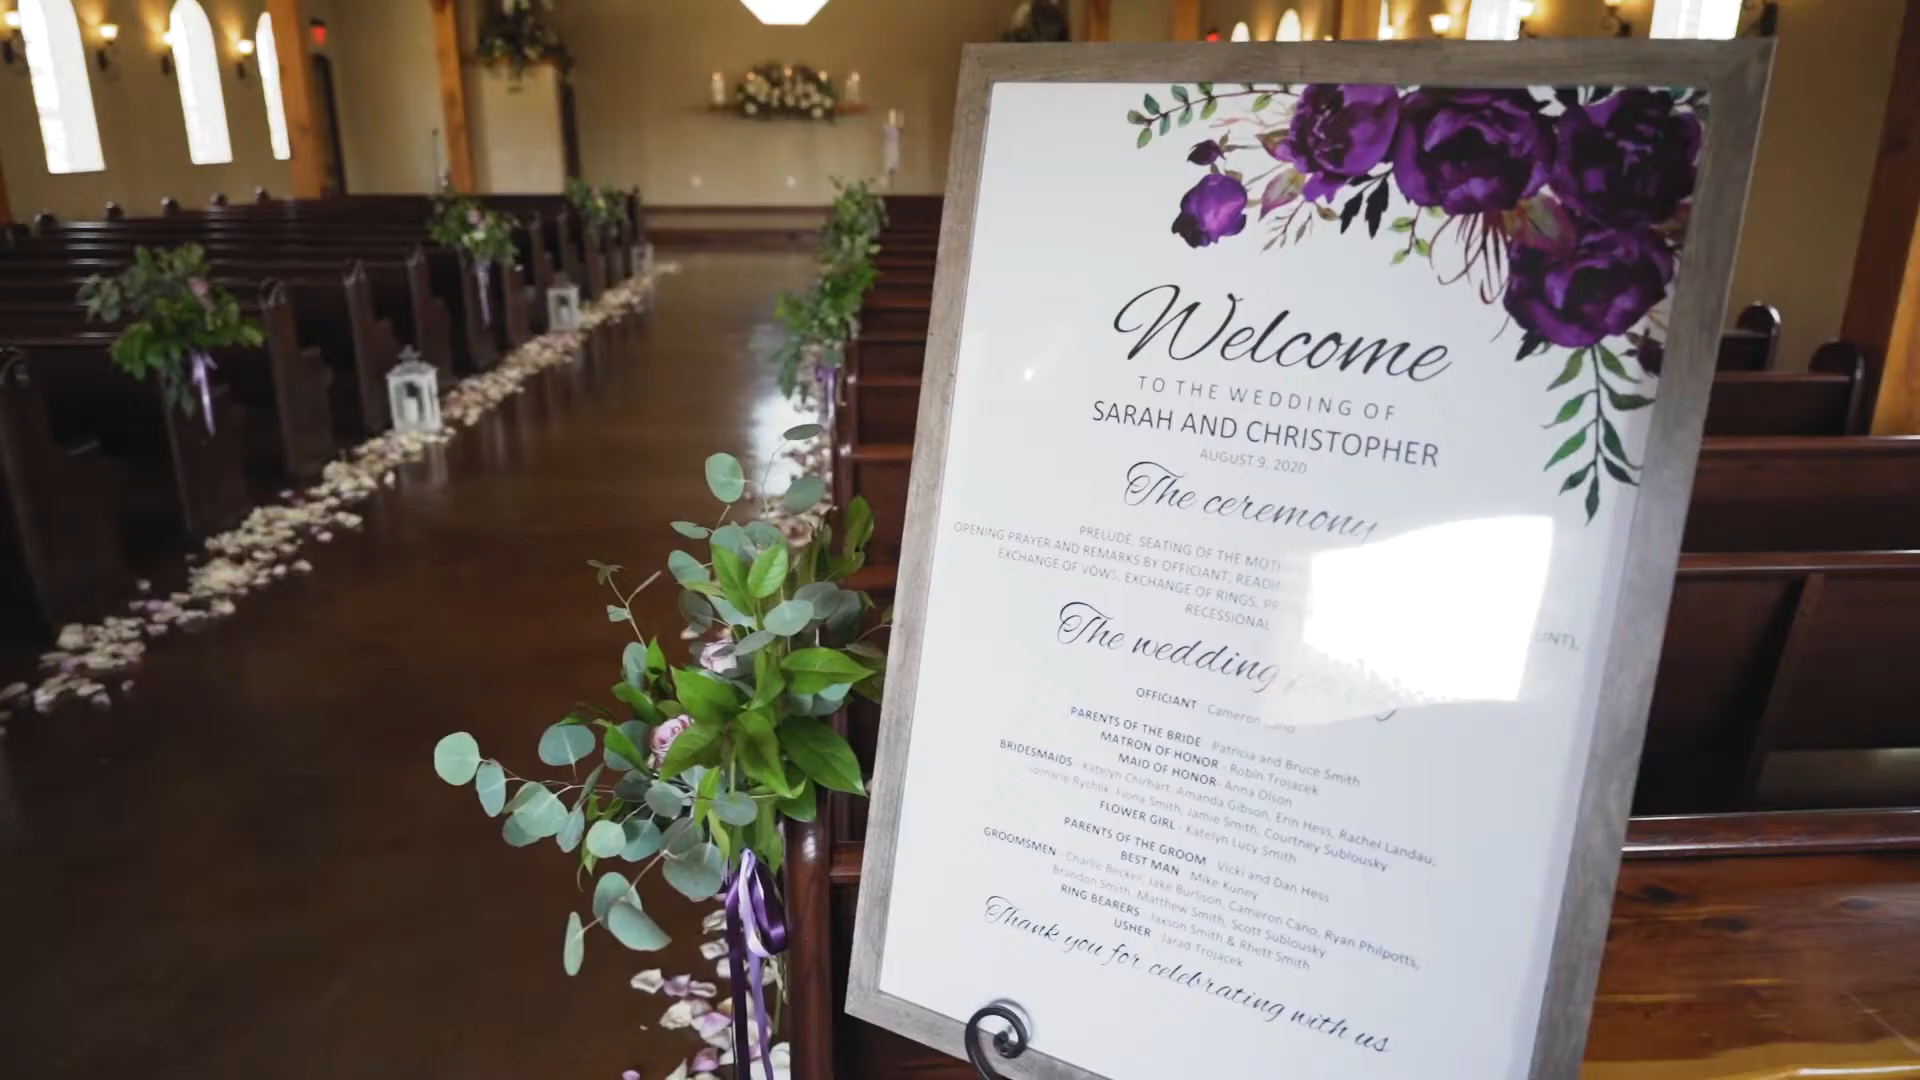 Welcome
TO THE WEDDING OF
SARAH AND CHRISTOPHER
AUGUST 9, 2020
The ceremony
PRELUDE, SEATING OF THE
OPENING PRAYER AND REMARKS BY OFFICIANT,
EXCHANGE OF VOWS, EXCHANGE OF RINGS,
RECESSIONAL
The wedding
OFFICIANT Cameron Cano
PARENTS OF THE BRIDE Patricia and Bruce Smith
MATRON OF HONOR - Robin Trojacek
MAID OF HONOR- Anna Olson
BRIDESMAIDS Katelyn Chirhart, Amanda Gibson, Erin Hess, Rachel Landau,
Rychlik, Fiona Smith, Jamie Smith, Courtney Sublousky
FLOWER GIRL - Katelyn Lucy Smith
PARENTS OF THE GROOM Vicki and Dan Hess
BEST MAN Mike Kuney
GROOMSMEN Charlie Becker, Jake Burlison, Cameron Cano, Ryan Philpotts,
Brandon Smith, Matthew Smith, Scott Sublousky
RING BEARERS Jaxson Smith & Rhett Smith
USHER Jarad Trojacek
Thank you for celebrating with us